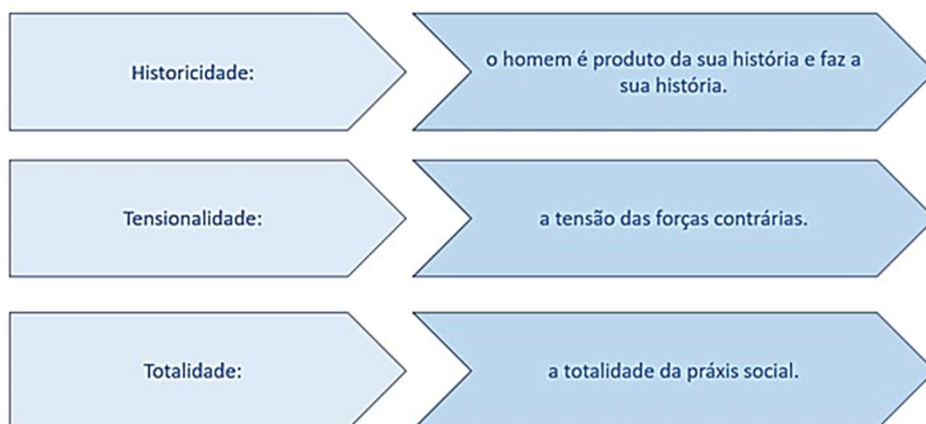 Historicidade:
o homem é produto da sua história e faz a
sua história.
Tensionalidade:
a tensão das forças contrárias.
Totalidade:
a totalidade da práxis social.